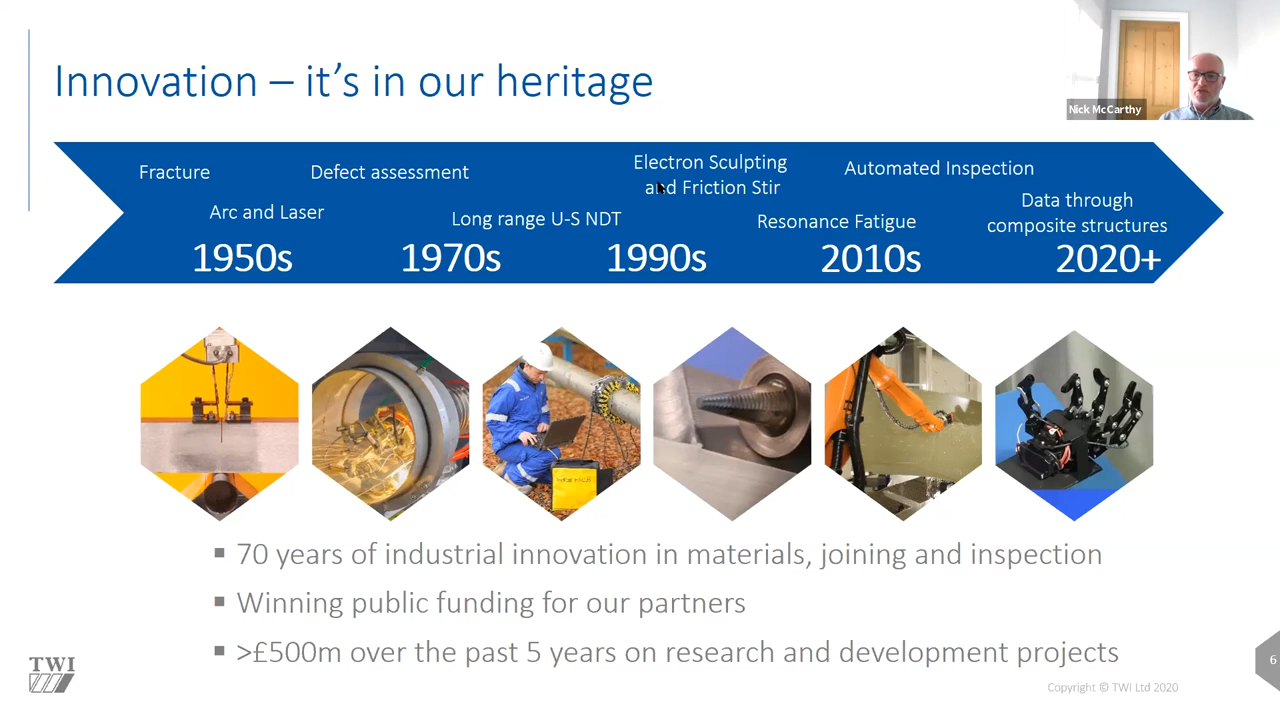 Innovation – it's in our heritage
Nick McCarthy
Fracture
Defect assessment
Electron Sculpting
and Friction Stir
Automated Inspection
Arc and Laser
Long range U-S NDT
Resonance Fatigue
Data through
composite structures
1950s
1970s
1990s
2010s
2020+
▪ 70 years of industrial innovation in materials, joining and inspection
▪ Winning public funding for our partners
▪ >£500m over the past 5 years on research and development projects
TWI
Copyright © TWI Ltd 2020
6